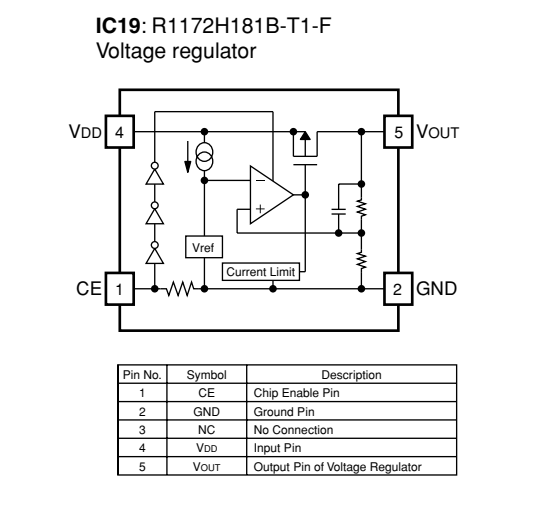 IC19: R1172H181B-T1-F
Voltage regulator
VDD 4 5 VOUT
−
+
Vref
Current Limit
CE 1 2 GND
Pin No. Symbol Description
1 CE Chip Enable Pin
2 GND Ground Pin
3 NC No Connection
4 VDD Input Pin
5 VOUT Output Pin of Voltage Regulator